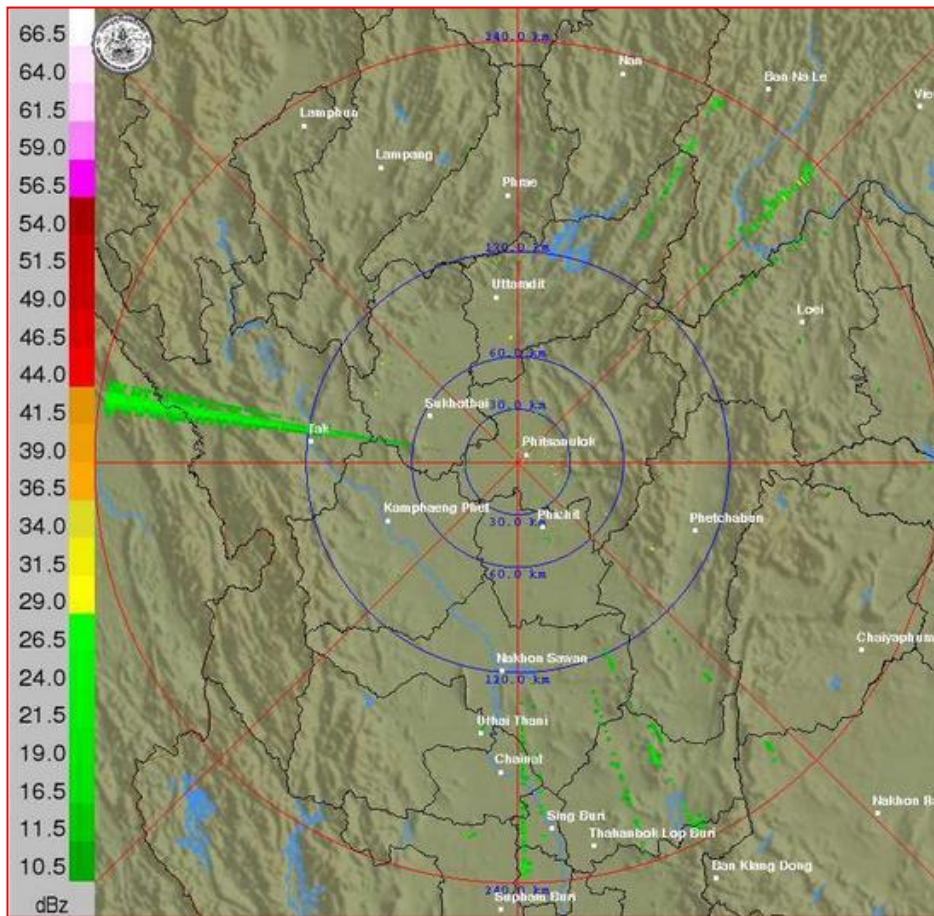 66.5
64.0
61.5
59.0
56.5
54.0
51.5
49.0
46.5
44.0
41.5
39.0
36.5
34.0
31.5
29.0
26.5
24.0
21.5
19.0
16.5
11.5
10.5
dBz
240.0 km
Nan
Ban Na Le
Lamphun
Lampang
Phrae
120.0 km
Uttaradit
Loei
60.0 km
30.0 km
Sukhothai
Tak
Phitsanulok
Kamphaeng Phet
30.0 km
Phichit
Phetchabun
60.0 km
Chaiyaphum
Nakhon Sawan
120.0 km
Uthai Thani
Chainat
Sing Buri
Thahanbok Lop Buri
Nakhon
Ban Klang Dong
240.0 km
Supham Buri